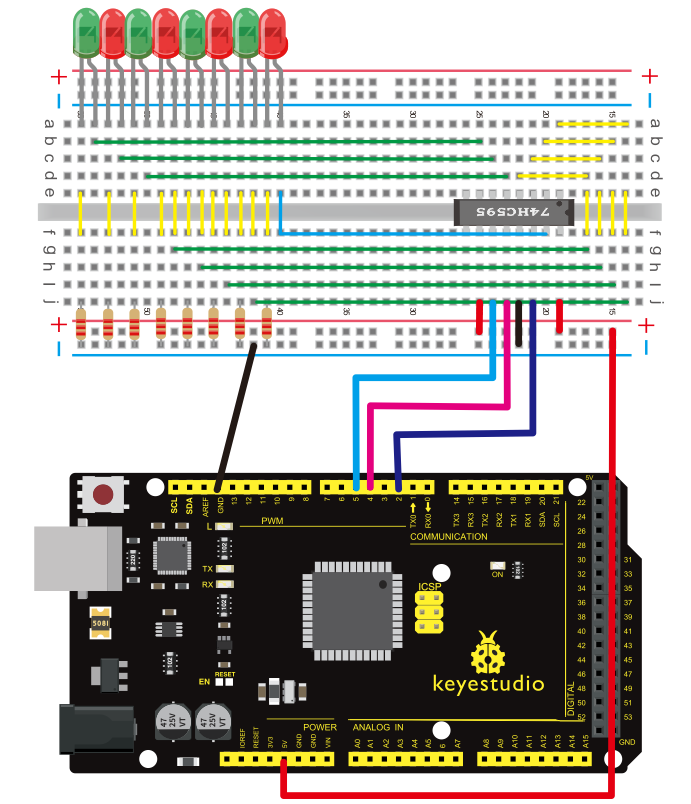 + +
a a
b b
c c
d d
e e
74HC595
f f
g g
h h
I I
j j
50 40 35 30 25 20 15
+ +
SCL
SDA
AREF
GND
13
12
11
10
9
8
7
6
5
4
3
2
1
0
TX0
RX0
14
15
16
17
18
19
20
21
TX3
RX3
TX2
RX2
TX1
RX1
SDA
SCL
5V
L
PWM
COMMUNICATION
TX
RX
220
102
102
102
ICSP
ON
22
24
26
28
30 31
32 33
34 35
36 37
38 39
40 41
42 43
44 45
46 47
48 49
50 51
52 53
GND
DIGITAL
5081
RESET
EN
keyestudio
47
25V
VT
47
25V
VT
POWER
ANALOG IN
IOREF
RESET
3V3
5V
GND
GND
VIN
A0
A1
A2
A3
A4
A5
6
A7
A8
A9
A10
A11
A12
A13
A14
A15